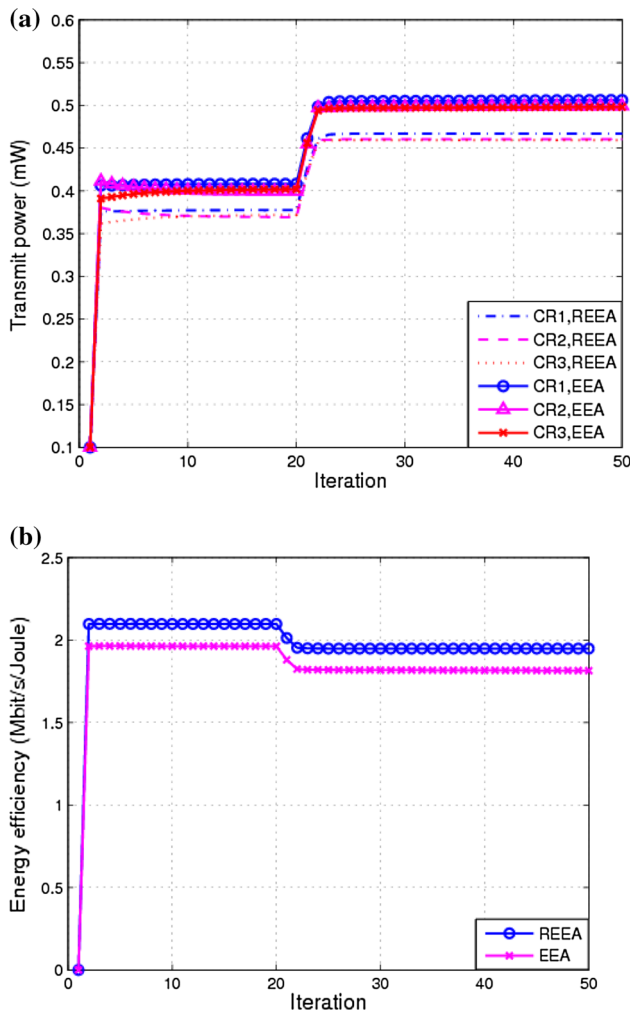 (a)
0.6
0.5
0.45
0.4
0.35
0.3
0.25
0.2
0.15
0.1
Transmit power (mW)
CR1,REEA
CR2,REEA
CR3,REEA
CR1,EEA
CR2,EEA
CR3,EEA
0 10 20 30 40 50
Iteration
(b)
2.5
2
1.5
1
0.5
0
Energy efficiency (Mbit/s/Joule)
REEA
EEA
0 10 20 30 40 50
Iteration